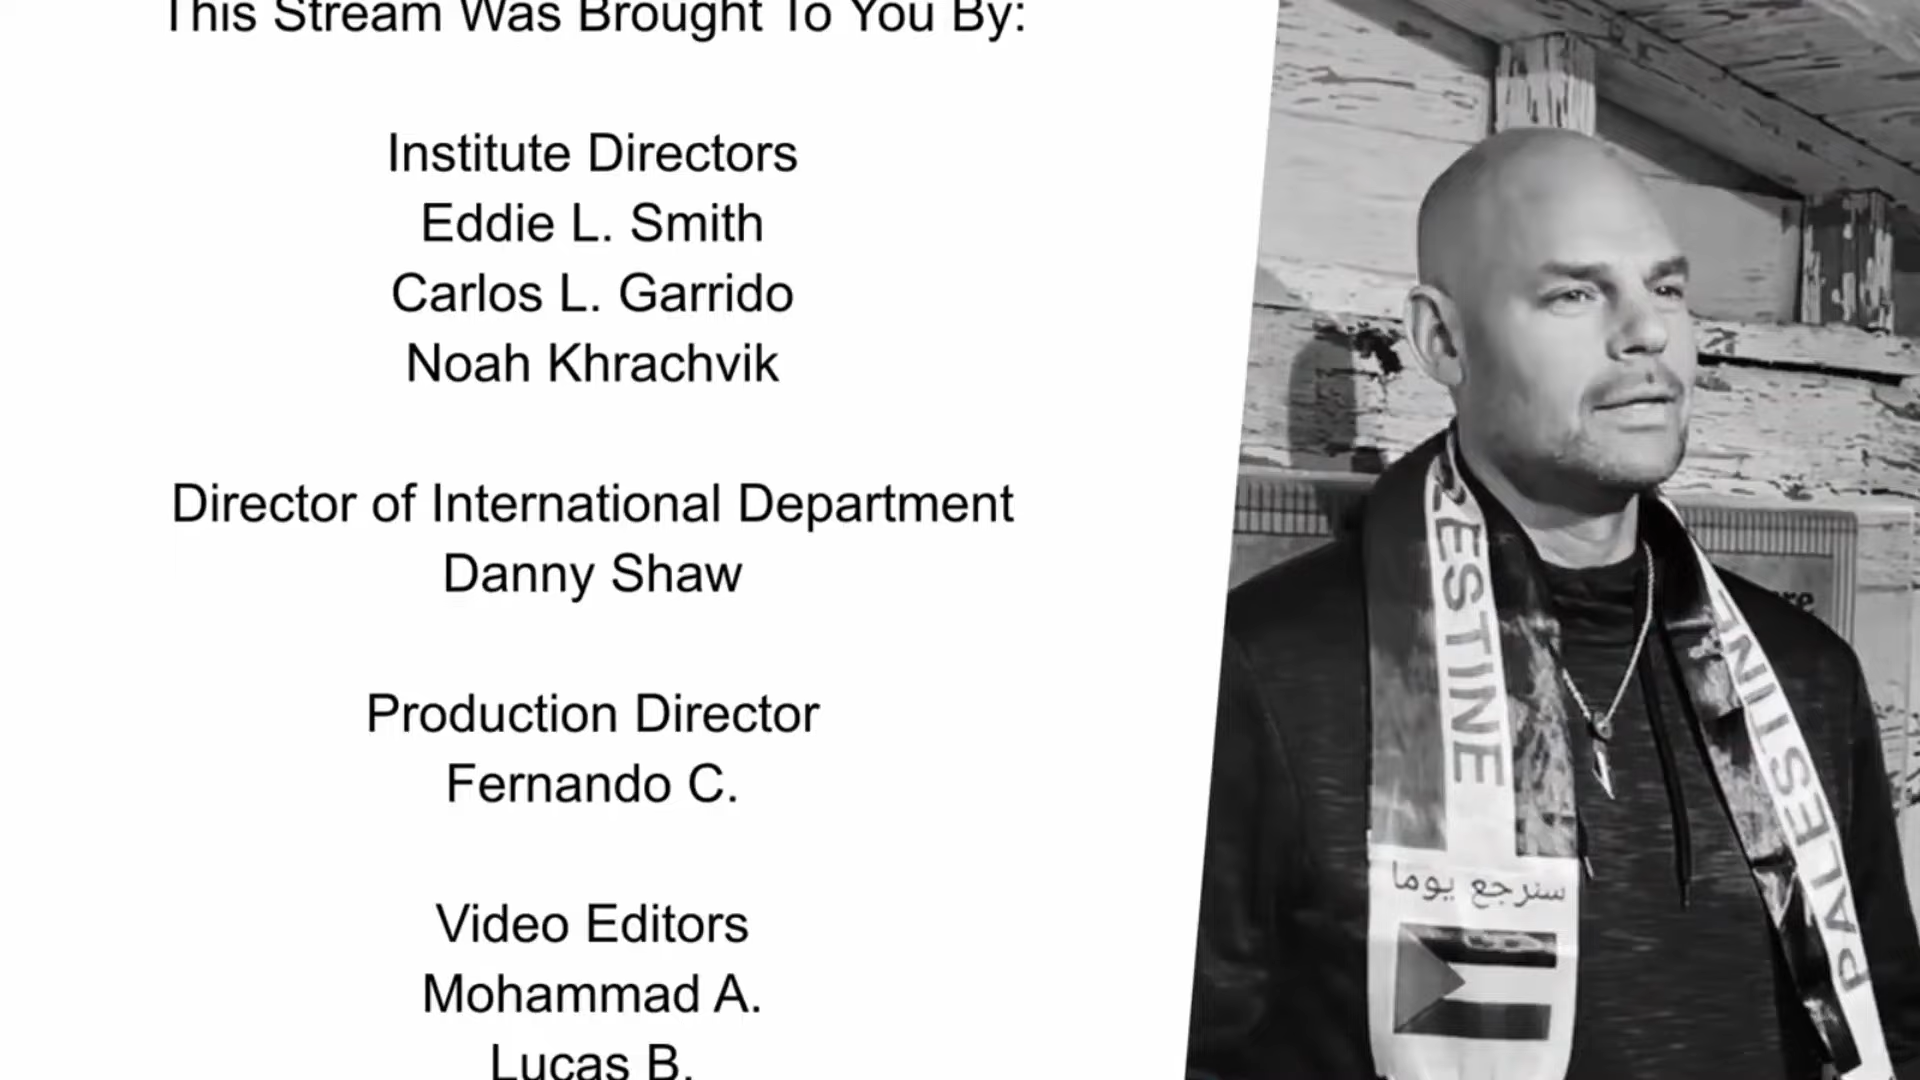 This Stream Was Brought To You By:
Institute Directors
Eddie L. Smith
Carlos L. Garrido
Noah Khrachvik
Director of International Department
Danny Shaw
Production Director
Fernando C.
Video Editors
Mohammad A.
Lucas B.
ESTINE
PALESTINE
سنرجع يوما